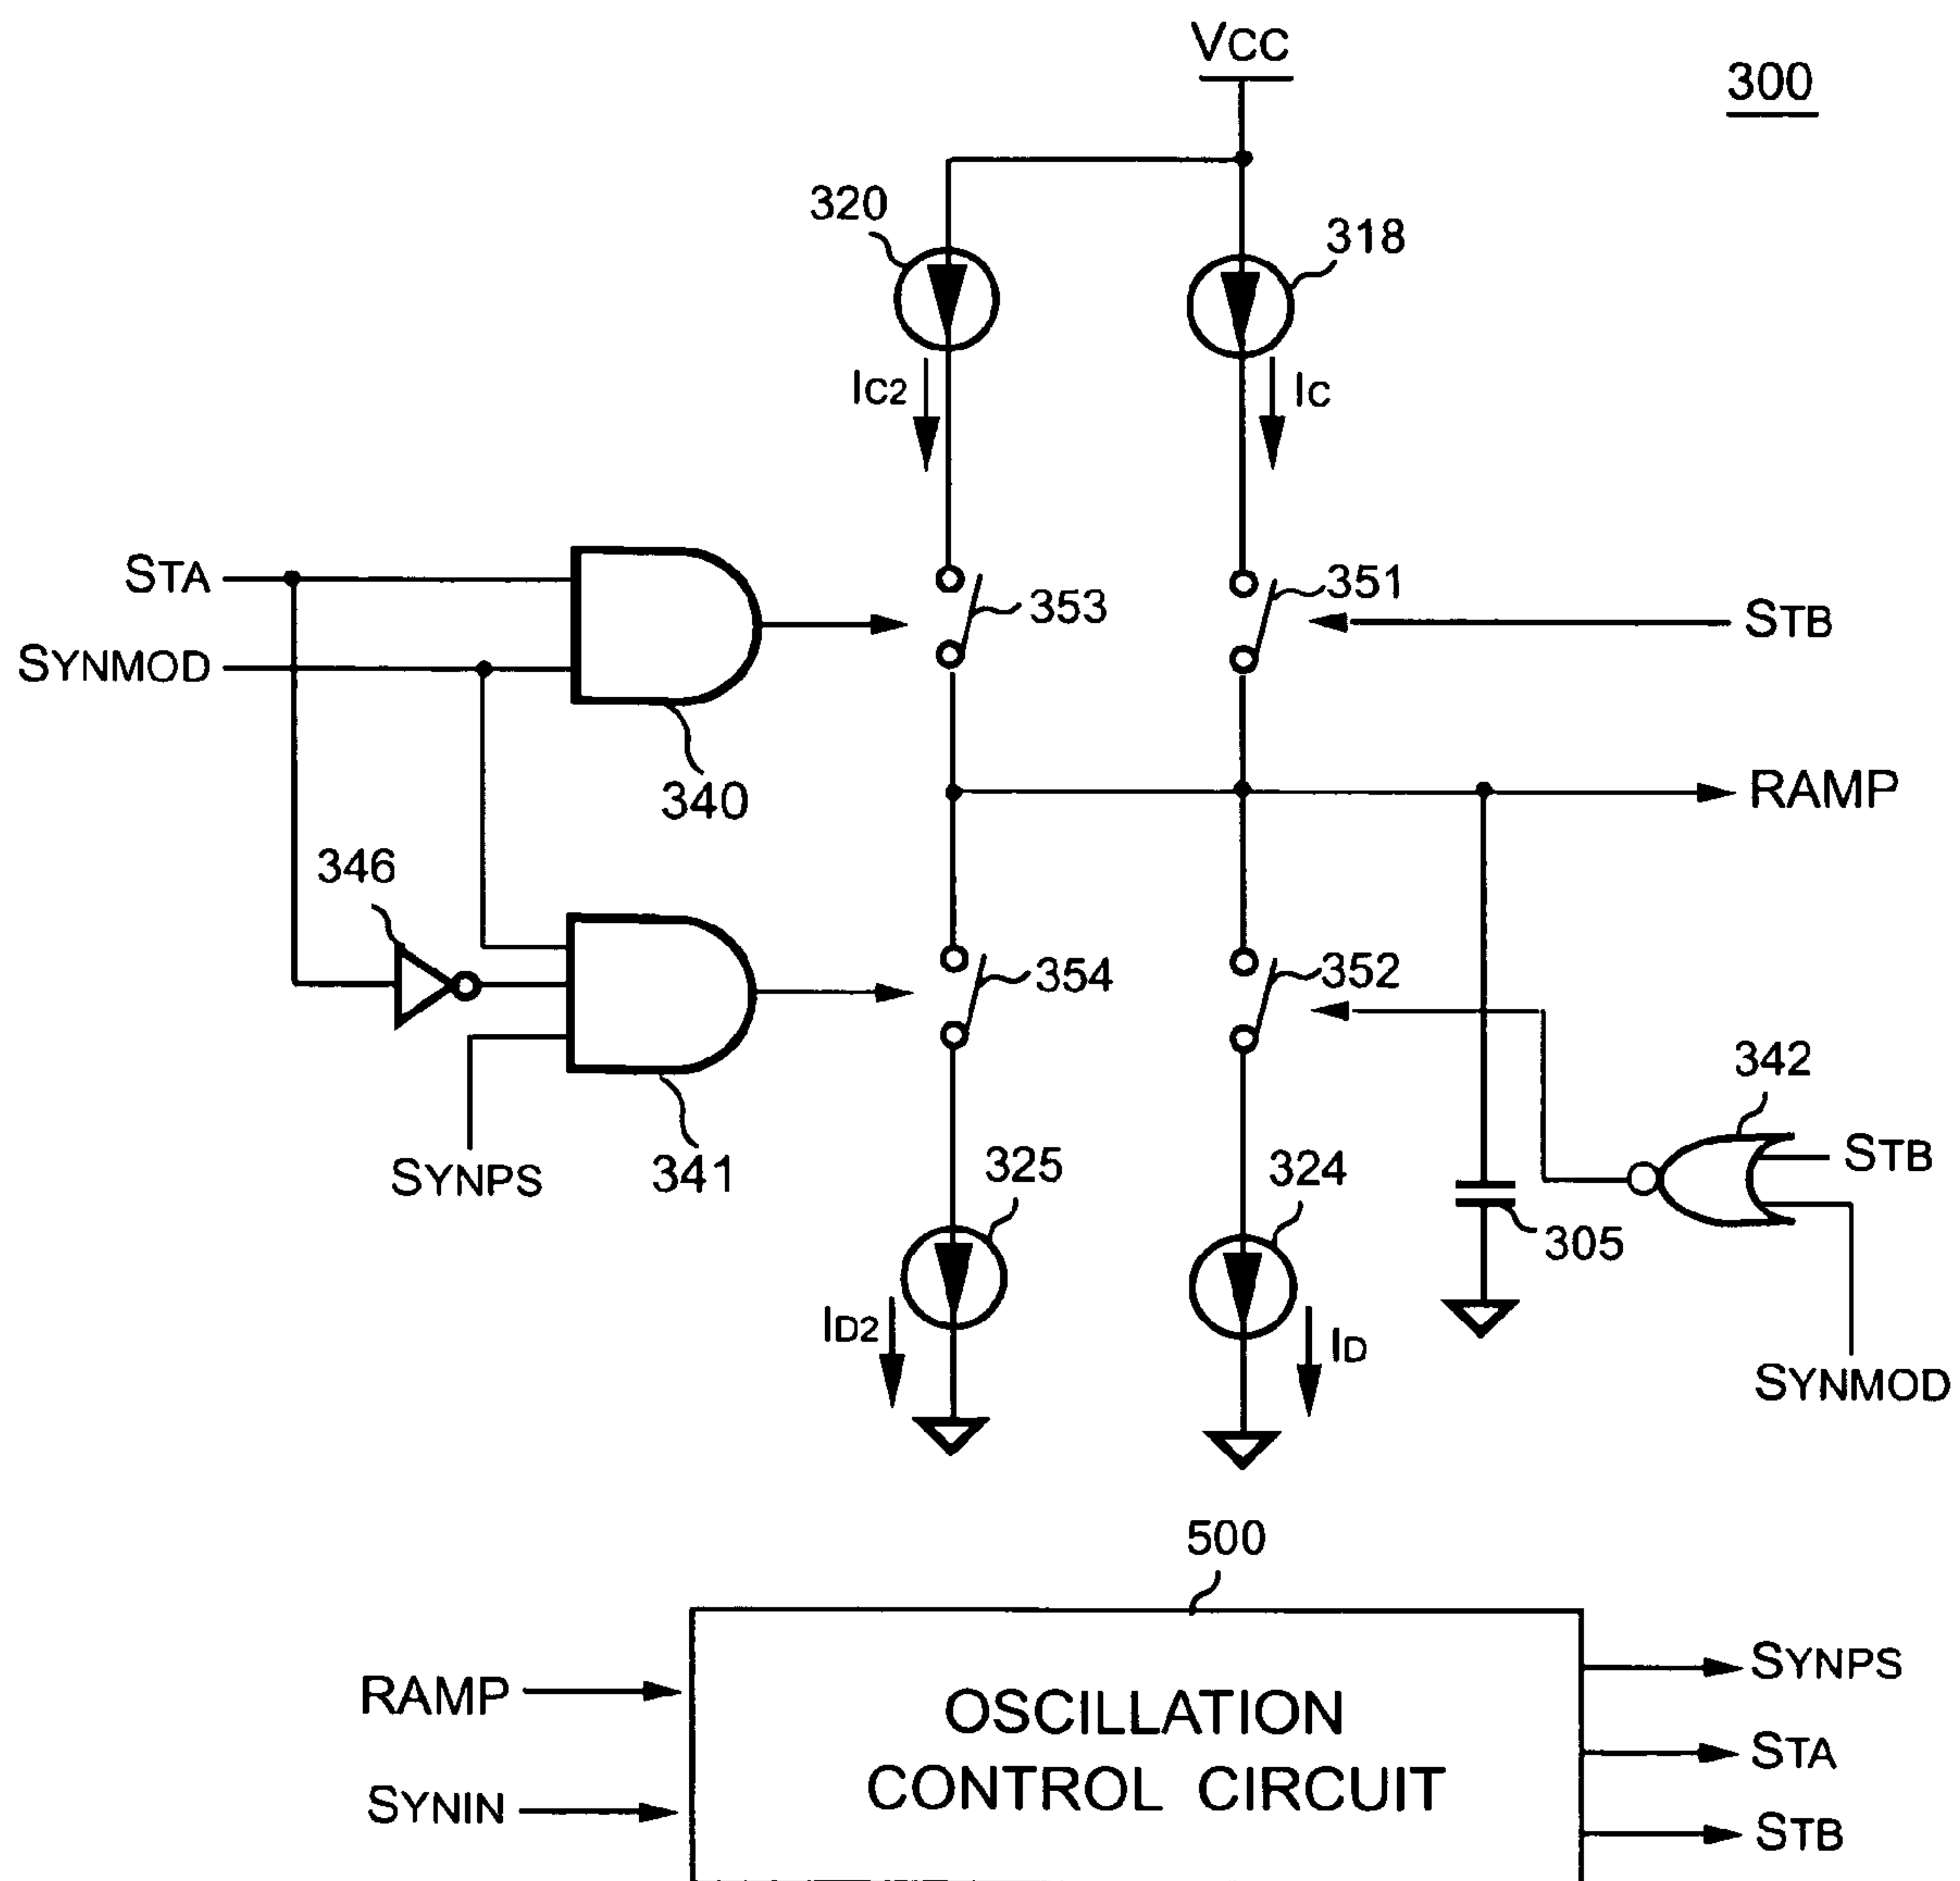 VCC
300
320
318
IC2
IC
STA
353
351
STB
SYNMOD
340
RAMP
346
354
352
342
SYNPS
341
325
324
STB
305
ID2
ID
SYNMOD
500
RAMP
OSCILLATION
CONTROL CIRCUIT
SYNPS
STA
SYNIN
STB